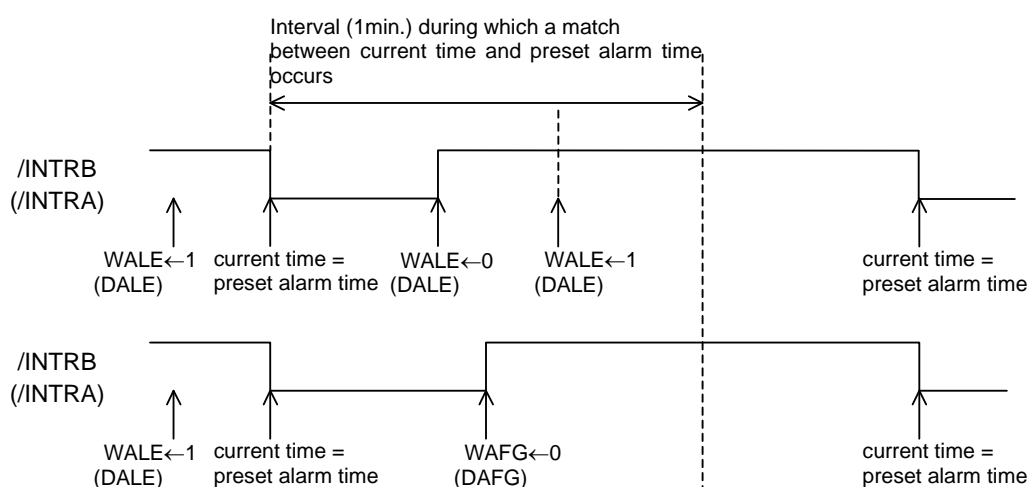 Interval (1min.) during which a match
between current time and preset alarm time
occurs
/INTRB
(/INTRA)
WALE←1
(DALE)
current time =
preset alarm time
WALE←0
(DALE)
WALE←1
(DALE)
current time =
preset alarm time
/INTRB
(/INTRA)
WALE←1
(DALE)
current time =
preset alarm time
WAFG←0
(DAFG)
current time =
preset alarm time